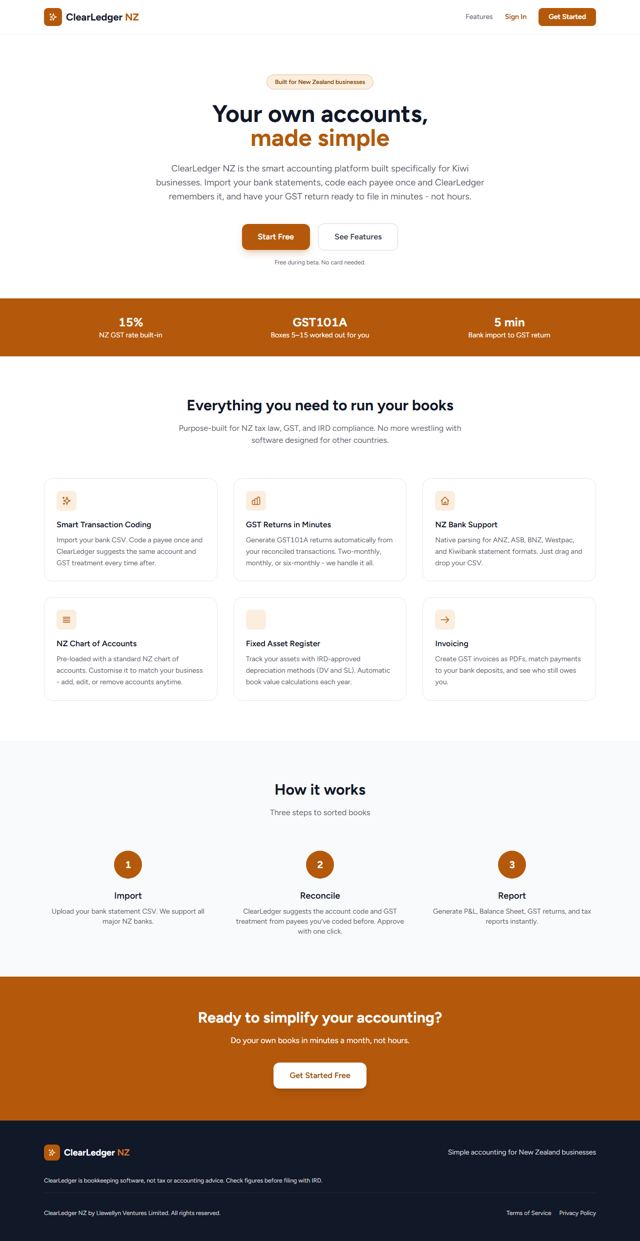 ClearLedger NZ
Features
Sign In
Get Started
Built for New Zealand businesses
Your own accounts,
made simple
ClearLedger NZ is the smart accounting platform built specifically for Kiwi
businesses. Import your bank statements, code each payee once and ClearLedger
remembers it, and have your GST return ready to file in minutes - not hours.
Start Free
See Features
Free during beta. No card needed.
15%
NZ GST rate built-in
GST101A
Boxes 5–15 worked out for you
5 min
Bank import to GST return
Everything you need to run your books
Purpose-built for NZ tax law, GST, and IRD compliance. No more wrestling with
software designed for other countries.
Smart Transaction Coding
Import your bank CSV. Code a payee once and
ClearLedger suggests the same account and
GST treatment every time after.
GST Returns in Minutes
Generate GST101A returns automatically from
your reconciled transactions. Two-monthly,
monthly, or six-monthly - we handle it all.
NZ Bank Support
Native parsing for ANZ, ASB, BNZ, Westpac,
and Kiwibank statement formats. Just drag and
drop your CSV.
NZ Chart of Accounts
Pre-loaded with a standard NZ chart of
accounts. Customise it to match your business
- add, edit, or remove accounts anytime.
Fixed Asset Register
Track your assets with IRD-approved
depreciation methods (DV and SL). Automatic
book value calculations each year.
Invoicing
Create GST invoices as PDFs, match payments
to your bank deposits, and see who still owes
you.
How it works
Three steps to sorted books
1
Import
Upload your bank statement CSV. We support all
major NZ banks.
2
Reconcile
ClearLedger suggests the account code and GST
treatment from payees you've coded before. Approve
with one click.
3
Report
Generate P&L, Balance Sheet, GST returns, and tax
reports instantly.
Ready to simplify your accounting?
Do your own books in minutes a month, not hours.
Get Started Free
ClearLedger NZ
Simple accounting for New Zealand businesses
ClearLedger is bookkeeping software, not tax or accounting advice. Check figures before filing with IRD.
ClearLedger NZ by Llewellyn Ventures Limited. All rights reserved.
Terms of Service
Privacy Policy